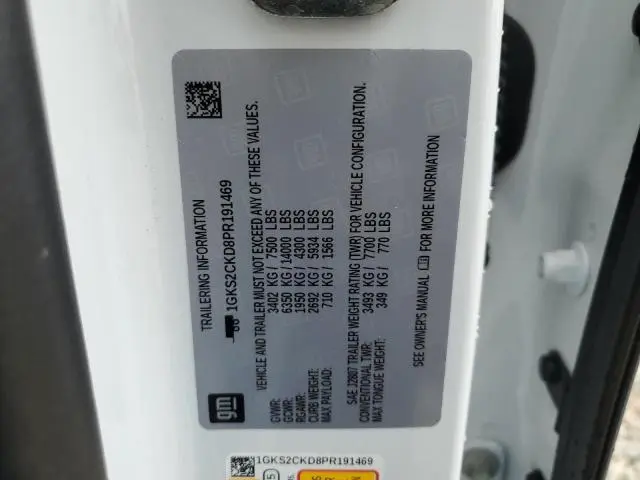 TRAILERING INFORMATION
1GKS2CKD8PR191469
VEHICLE AND TRAILER MUST NOT EXCEED ANY OF THESE VALUES.
GVWR: 3402 KG / 7500 LBS
GCWR: 6350 KG / 14000 LBS
RGAWR: 1950 KG / 4300 LBS
CURB WEIGHT: 2692 KG / 5934 LBS
MAX PAYLOAD: 710 KG / 1566 LBS
SAE J2807 TRAILER WEIGHT RATING (TWR) FOR VEHICLE CONFIGURATION.
CONVENTIONAL TWR: 3493 KG / 7700 LBS
MAX TONGUE WEIGHT: 349 KG / 770 LBS
SEE OWNER'S MANUAL FOR MORE INFORMATION
gm
1GKS2CKD8PR191469